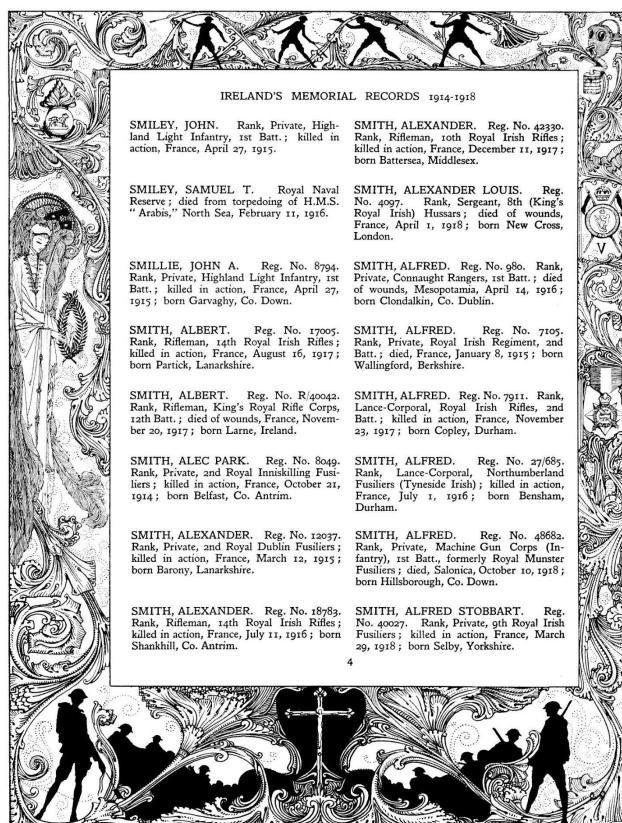 IRELAND'S MEMORIAL RECORDS 1914-1918
SMILEY, JOHN. Rank, Private, High-
land Light Infantry, 1st Batt.; killed in
action, France, April 27, 1915.
SMILEY, SAMUEL T. Royal Naval
Reserve; died from torpedoing of H.M.S.
"Arabis," North Sea, February 11, 1916.
SMILLIE, JOHN A. Reg. No. 8794.
Rank, Private, Highland Light Infantry, 1st
Batt.; killed in action, France, April 27,
1915; born Garvaghy, Co. Down.
SMITH, ALBERT. Reg. No. 17005.
Rank, Rifleman, 14th Royal Irish Rifles;
killed in action, France, August 16, 1917;
born Partick, Lanarkshire.
SMITH, ALBERT. Reg. No. R/40042.
Rank, Rifleman, King's Royal Rifle Corps,
12th Batt.; died of wounds, France, Novem-
ber 20, 1917; born Larne, Ireland.
SMITH, ALEC PARK. Reg. No. 8049.
Rank, Private, 2nd Royal Inniskilling Fusi-
liers; killed in action, France, October 21,
1914; born Belfast, Co. Antrim.
SMITH, ALEXANDER. Reg. No. 12037.
Rank, Private, 2nd Royal Dublin Fusiliers;
killed in action, France, March 12, 1915;
born Barony, Lanarkshire.
SMITH, ALEXANDER. Reg. No. 18783.
Rank, Rifleman, 14th Royal Irish Rifles;
killed in action, France, July 11, 1916; born
Shankhill, Co. Antrim.
SMITH, ALEXANDER. Reg. No. 42330.
Rank, Rifleman, 10th Royal Irish Rifles;
killed in action, France, December 11, 1917;
born Battersea, Middlesex.
SMITH, ALEXANDER LOUIS. Reg.
No. 4097. Rank, Sergeant, 8th (King's
Royal Irish) Hussars; died of wounds,
France, April 1, 1918; born New Cross,
London.
SMITH, ALFRED. Reg. No. 980. Rank,
Private, Connaught Rangers, 1st Batt.; died
of wounds, Mesopotamia, April 14, 1916;
born Clondalkin, Co. Dublin.
SMITH, ALFRED. Reg. No. 7105.
Rank, Private, Royal Irish Regiment, 2nd
Batt.; died, France, January 8, 1915; born
Wallingford, Berkshire.
SMITH, ALFRED. Reg. No. 7911. Rank,
Lance-Corporal, Royal Irish Rifles, 2nd
Batt.; killed in action, France, November
23, 1917; born Copley, Durham.
SMITH, ALFRED. Reg. No. 27/685.
Rank, Lance-Corporal, Northumberland
Fusiliers (Tyneside Irish); killed in action,
France, July 1, 1916; born Bensham,
Durham.
SMITH, ALFRED. Reg. No. 48682.
Rank, Private, Machine Gun Corps (In-
fantry), 1st Batt., formerly Royal Munster
Fusiliers; died, Salonica, October 10, 1918;
born Hillsborough, Co. Down.
SMITH, ALFRED STOBBART. Reg.
No. 40027. Rank, Private, 9th Royal Irish
Fusiliers; killed in action, France, March
29, 1918; born Selby, Yorkshire.
4
V